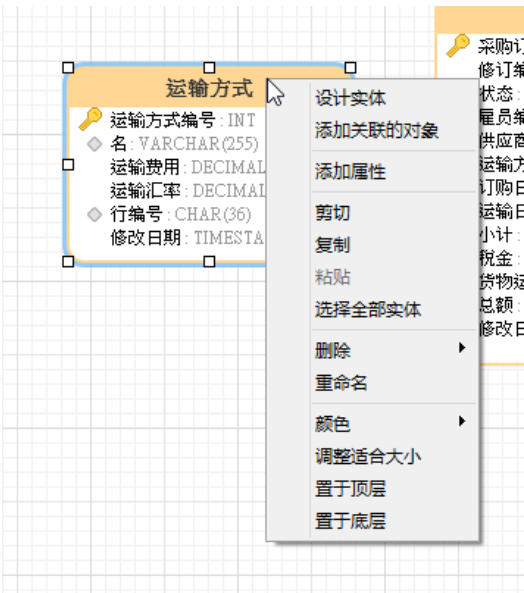 运输方式
运输方式编号 : INT
名 : VARCHAR(255)
运输费用 : DECIMAL
运输汇率 : DECIMAL
行编号 : CHAR(36)
修改日期 : TIMESTA
设计实体
添加关联的对象
添加属性
剪切
复制
粘贴
选择全部实体
删除
重命名
颜色
调整适合大小
置于顶层
置于底层
采购订
修订编
状态 :
雇员编
供应商
运输方
订购日
运输日
小计 :
税金 :
货物运
总额 :
修改日